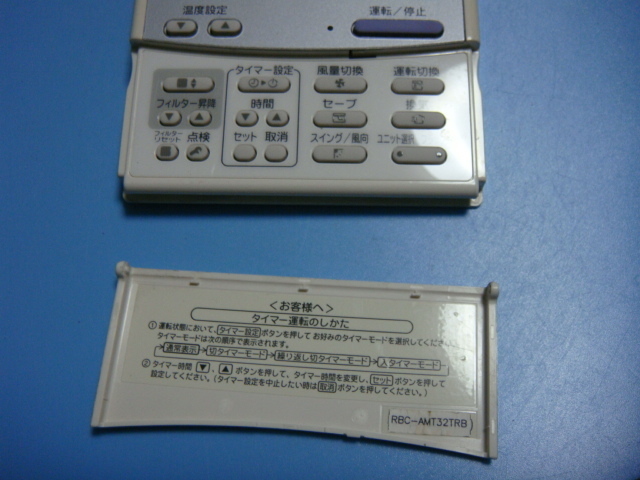 温度設定
運転／停止
タイマー設定
風量切換
運転切換
フィルター昇降
時間
セーブ
換気
フィルター
リセット
点検
セット
取消
スイング／風向
ユニット選択
＜お客様へ＞
タイマー運転のしかた
① 運転状態において、タイマー設定ボタンを押して お好みのタイマーモードを選択してください。
タイマーモードは次の順序で表示されます。
→通常表示→切タイマーモード→繰り返し切タイマーモード→入タイマーモード
② タイマー時間 ▼、▲ ボタンを押して、タイマー時間を変更し、セットボタンを押して
設定してください。（タイマー設定を中止したい時は取消ボタンを押してください。）
RBC-AMT32TRB